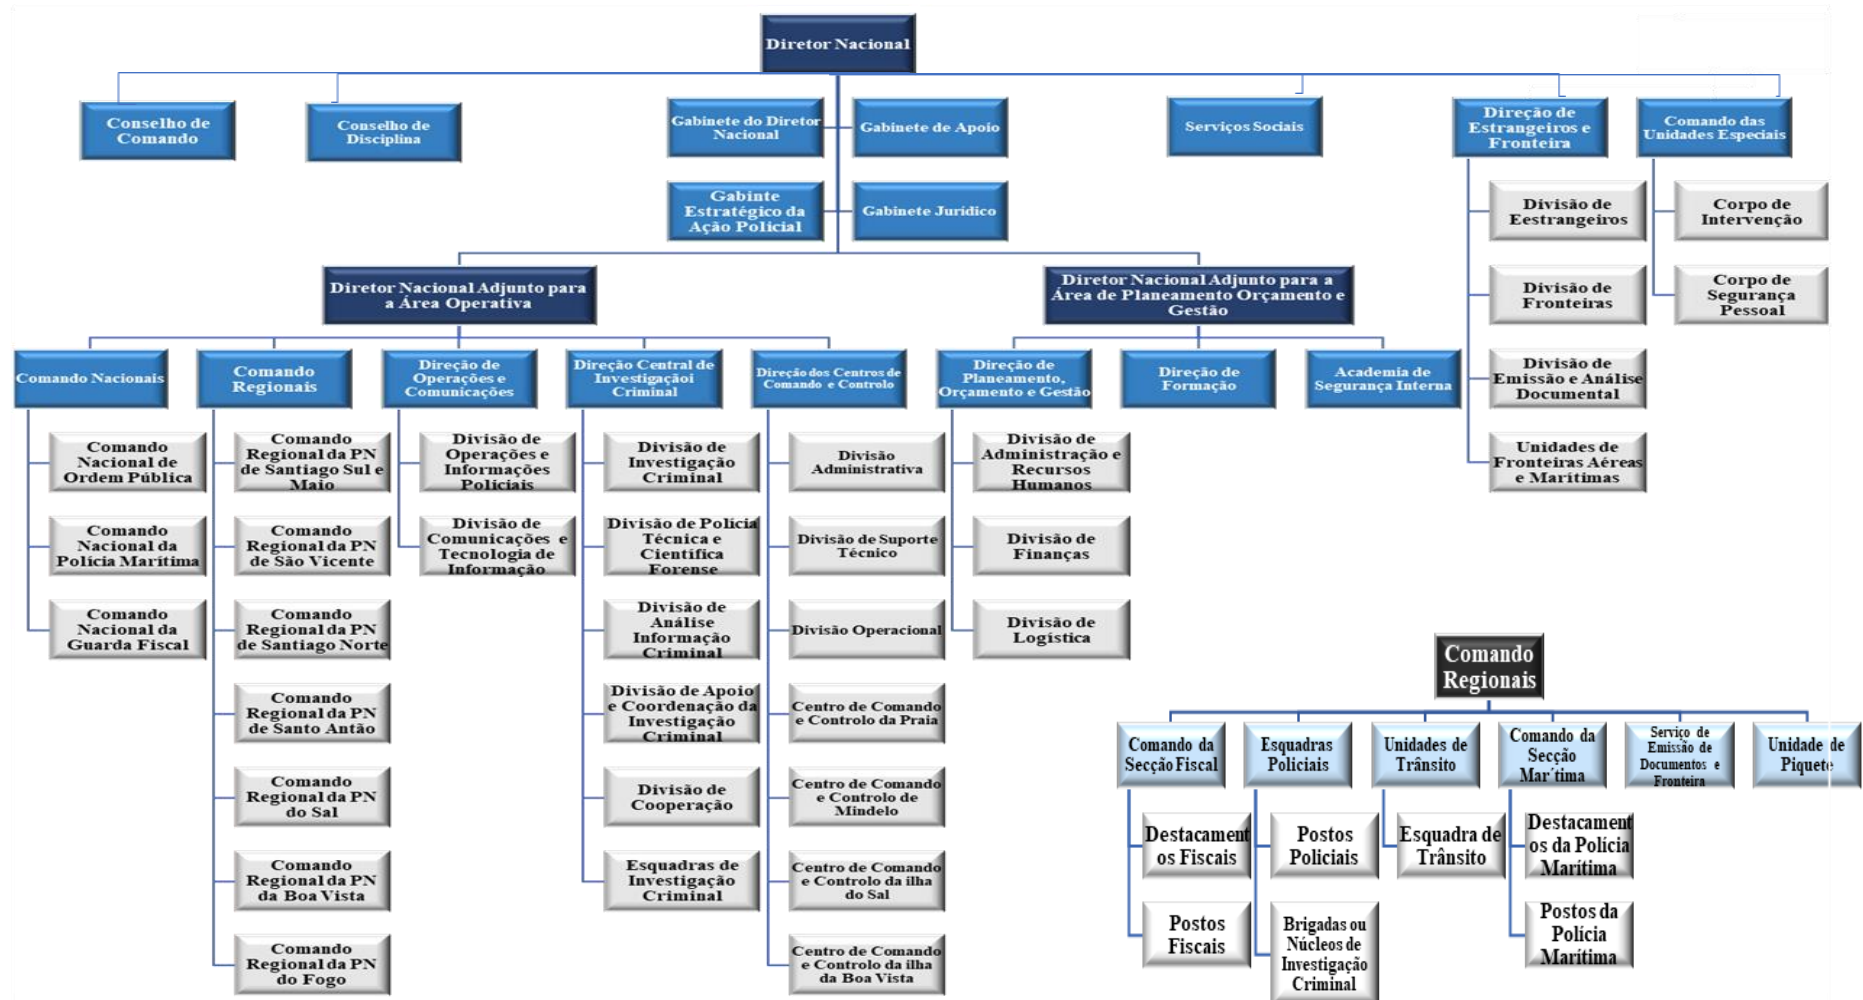 Diretor Nacional
Conselho de
Comando
Conselho de
Disciplina
Gabinete do Diretor
Nacional
Gabinete de Apoio
Serviços Sociais
Direção de
Estrangeiros e
Fronteira
Comando das
Unidades Especiais
Gabinte
Estratégico da
Ação Policial
Gabinete Jurídico
Divisão de
Eestrangeiros
Corpo de
Intervenção
Divisão de
Fronteiras
Corpo de
Segurança
Pessoal
Divisão de
Emissão e Análise
Documental
Unidades de
Fronteiras Aéreas
e Marítimas
Diretor Nacional Adjunto para
a Área Operativa
Diretor Nacional Adjunto para a
Área de Planeamento Orçamento e
Gestão
Comando Nacionais
Comando
Regionais
Direção de
Operações e
Comunicações
Direção Central de
Investigaçãoi
Criminal
Direção dos Centros de
Comando e Controlo
Direção de
Planeamento,
Orçamento e Gestão
Direção de
Formação
Academia de
Segurança Interna
Comando
Nacional de
Ordem Pública
Comando
Nacional da
Polícia Marítima
Comando
Nacional da
Guarda Fiscal
Comando
Regional da PN
de Santiago Sul e
Maio
Comando
Regional da PN
de São Vicente
Comando
Regional da PN
de Santiago Norte
Comando
Regional da PN
de Santo Antão
Comando
Regional da PN
do Sal
Comando
Regional da PN
da Boa Vista
Comando
Regional da PN
do Fogo
Divisão de
Operações e
Informações
Policiais
Divisão de
Comunicações e
Tecnologia de
Informação
Divisão de
Investigação
Criminal
Divisão de Polícia
Técnica e
Científica
Forense
Divisão de
Análise
Informação
Criminal
Divisão de Apoio
e Coordenação da
Investigação
Criminal
Divisão de
Cooperação
Esquadras de
Investigação
Criminal
Divisão
Administrativa
Divisão de Suporte
Técnico
Divisão Operacional
Centro de Comando
e Controlo da Praia
Centro de Comando
e Controlo de
Mindelo
Centro de Comando
e Controlo da ilha
do Sal
Centro de Comando
e Controlo da ilha
da Boa Vista
Divisão de
Administração e
Recursos
Humanos
Divisão de
Finanças
Divisão de
Logística
Comando
Regionais
Comando da
Secção Fiscal
Esquadras
Policiais
Unidades de
Trânsito
Comando da
Secção
Mar´tima
Serviço de
Emissão de
Documentos e
Fronteira
Unidade de
Piquete
Destacament
os Fiscais
Postos
Fiscais
Postos
Policiais
Brigadas ou
Núcleos de
Investigação
Criminal
Esquadra de
Trânsito
Destacament
os da Polícia
Marítima
Postos da
Polícia
Marítima